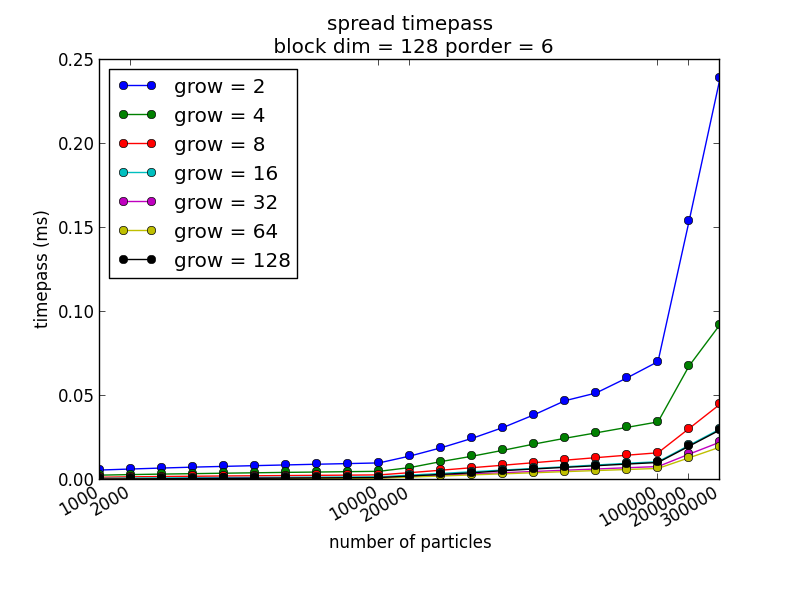 spread timepass
block dim = 128 porder = 6
0.25
0.20
0.15
0.10
0.05
0.00
timepass (ms)
grow = 2
grow = 4
grow = 8
grow = 16
grow = 32
grow = 64
grow = 128
1000
2000
10000
20000
100000
200000
300000
number of particles